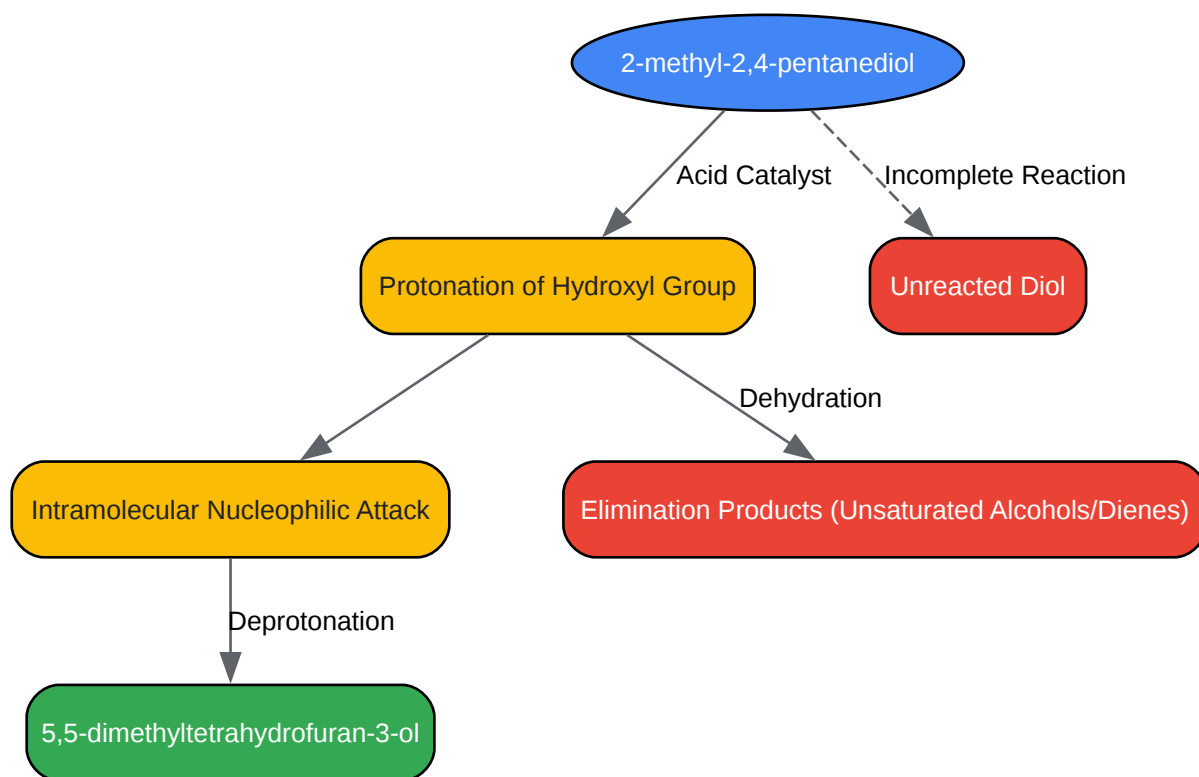 2-methyl-2,4-pentanediol
Acid Catalyst
Incomplete Reaction
Protonation of Hydroxyl Group
Unreacted Diol
Dehydration
Intramolecular Nucleophilic Attack
Elimination Products (Unsaturated Alcohols/Dienes)
Deprotonation
5,5-dimethyltetrahydrofuran-3-ol